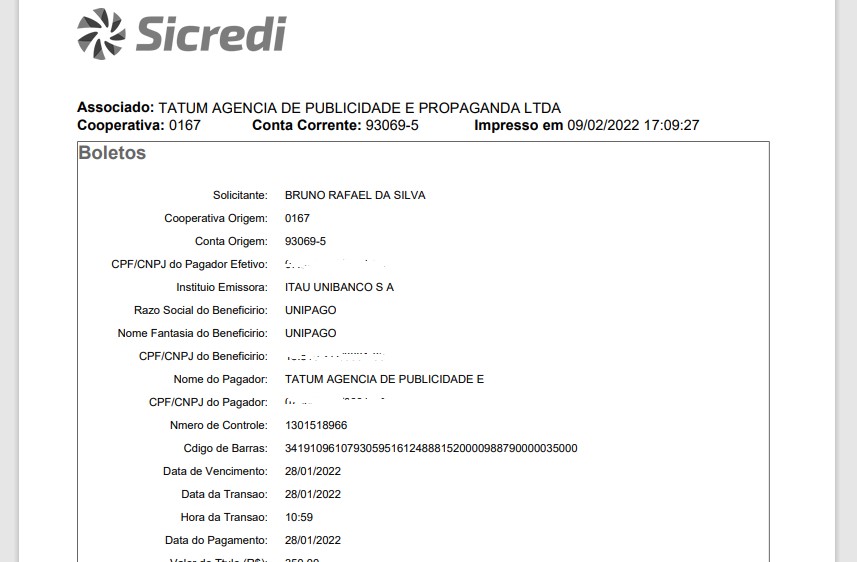 Sicredi
Associado: TATUM AGENCIA DE PUBLICIDADE E PROPAGANDA LTDA
Cooperativa: 0167 Conta Corrente: 93069-5 Impresso em 09/02/2022 17:09:27
Boletos
Solicitante: BRUNO RAFAEL DA SILVA
Cooperativa Origem: 0167
Conta Origem: 93069-5
CPF/CNPJ do Pagador Efetivo:
Instituio Emissora: ITAU UNIBANCO S A
Razo Social do Beneficirio: UNIPAGO
Nome Fantasia do Beneficirio: UNIPAGO
CPF/CNPJ do Beneficirio:
Nome do Pagador: TATUM AGENCIA DE PUBLICIDADE E
CPF/CNPJ do Pagador:
Nmero de Controle: 1301518966
Cdigo de Barras: 34191096107930595161248881520000988790000035000
Data de Vencimento: 28/01/2022
Data da Transao: 28/01/2022
Hora da Transao: 10:59
Data do Pagamento: 28/01/2022